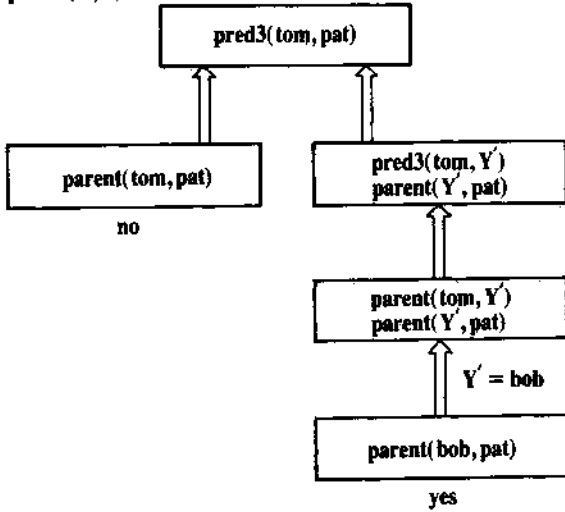 pred3(tom, pat)
parent(tom, pat)
no
pred3(tom, Y′)
parent(Y′, pat)
parent(tom, Y′)
parent(Y′, pat)
Y′ = bob
parent(bob, pat)
yes